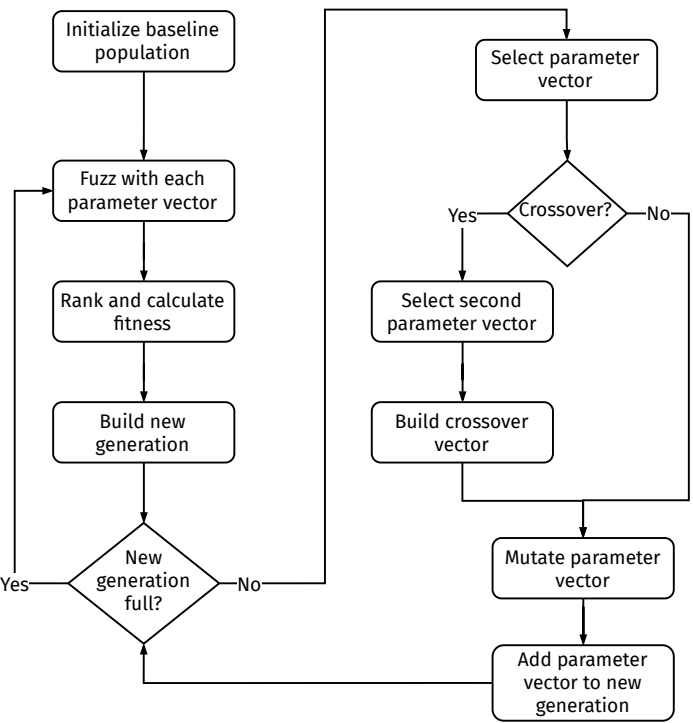 Initialize baseline
population
Fuzz with each
parameter vector
Rank and calculate
fitness
Build new
generation
New
generation
full?
Yes
No
Select parameter
vector
Crossover?
Yes
No
Select second
parameter vector
Build crossover
vector
Mutate parameter
vector
Add parameter
vector to new
generation